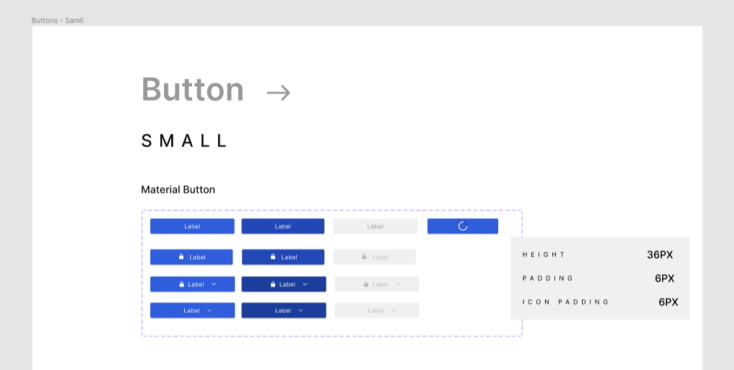 Buttons - Samll
Button →
SMALL
Material Button
Label Label Label
Label Label Label
Label Label Label
Label Label Label
HEIGHT 36PX
PADDING 6PX
ICON PADDING 6PX